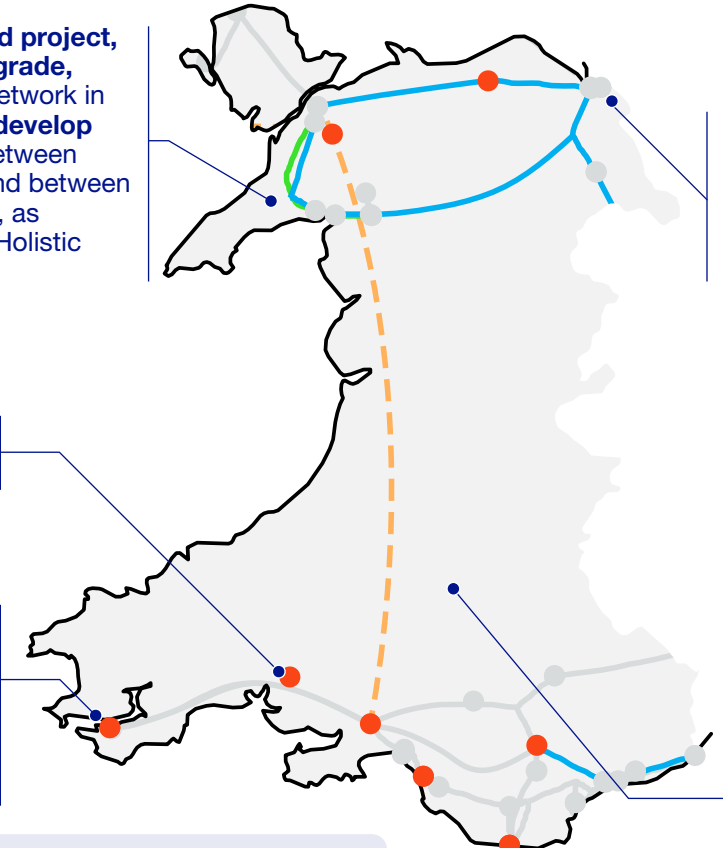 d project,
grade,
etwork in
develop
etween
nd between
, as
Holistic